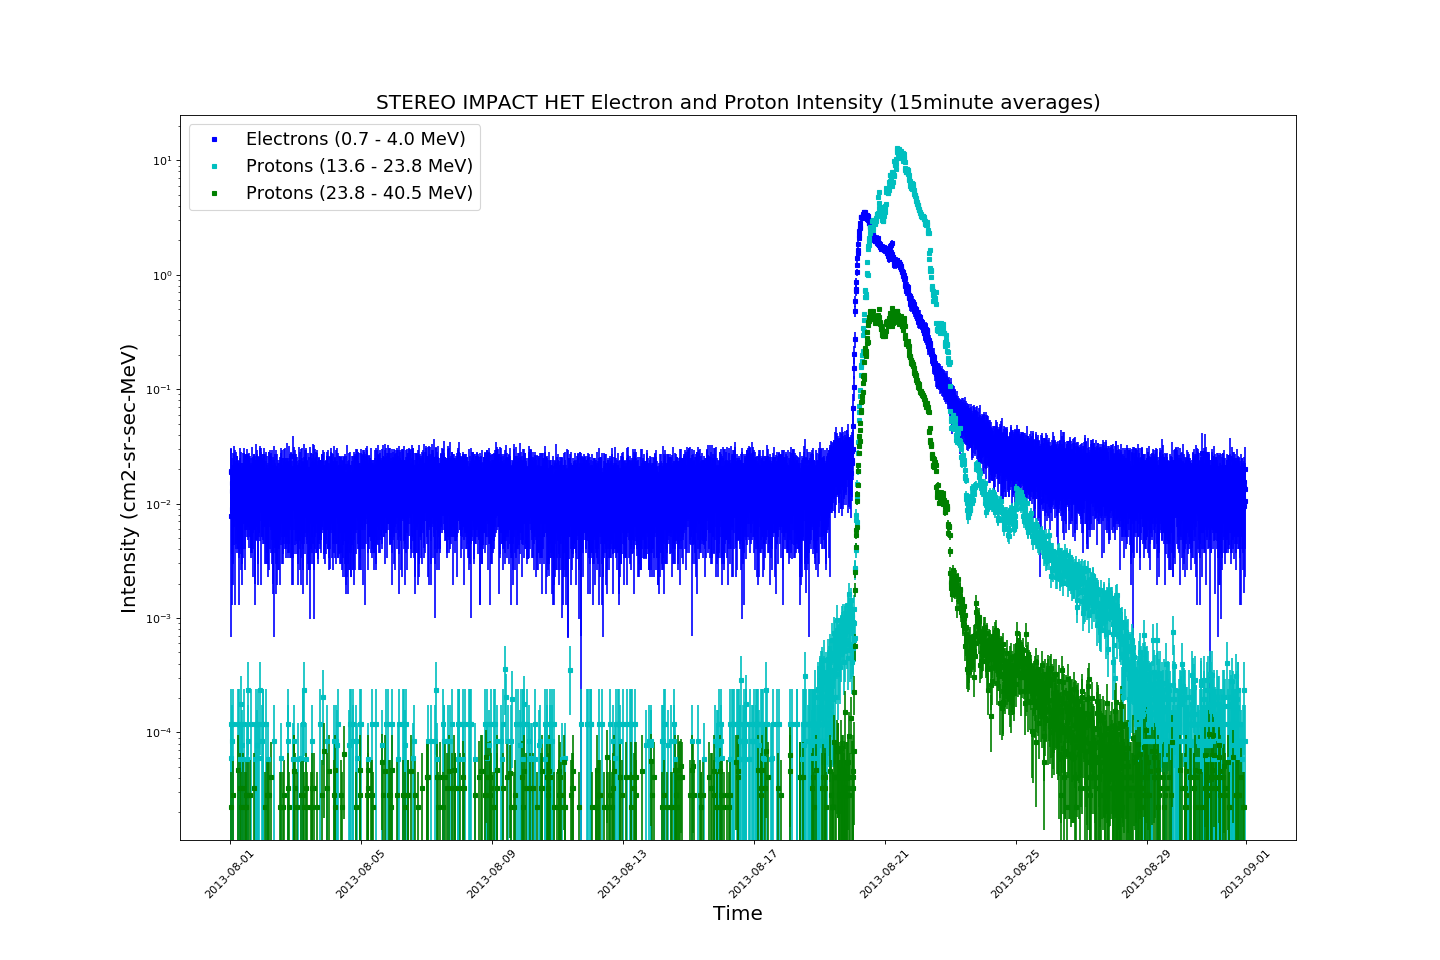 STEREO IMPACT HET Electron and Proton Intensity (15minute averages)
Electrons (0.7 - 4.0 MeV)
Protons (13.6 - 23.8 MeV)
Protons (23.8 - 40.5 MeV)
Intensity (cm2-sr-sec-MeV)
10¹
10⁰
10⁻¹
10⁻²
10⁻³
10⁻⁴
2013-08-01
2013-08-05
2013-08-09
2013-08-13
2013-08-17
2013-08-21
2013-08-25
2013-08-29
2013-09-01
Time